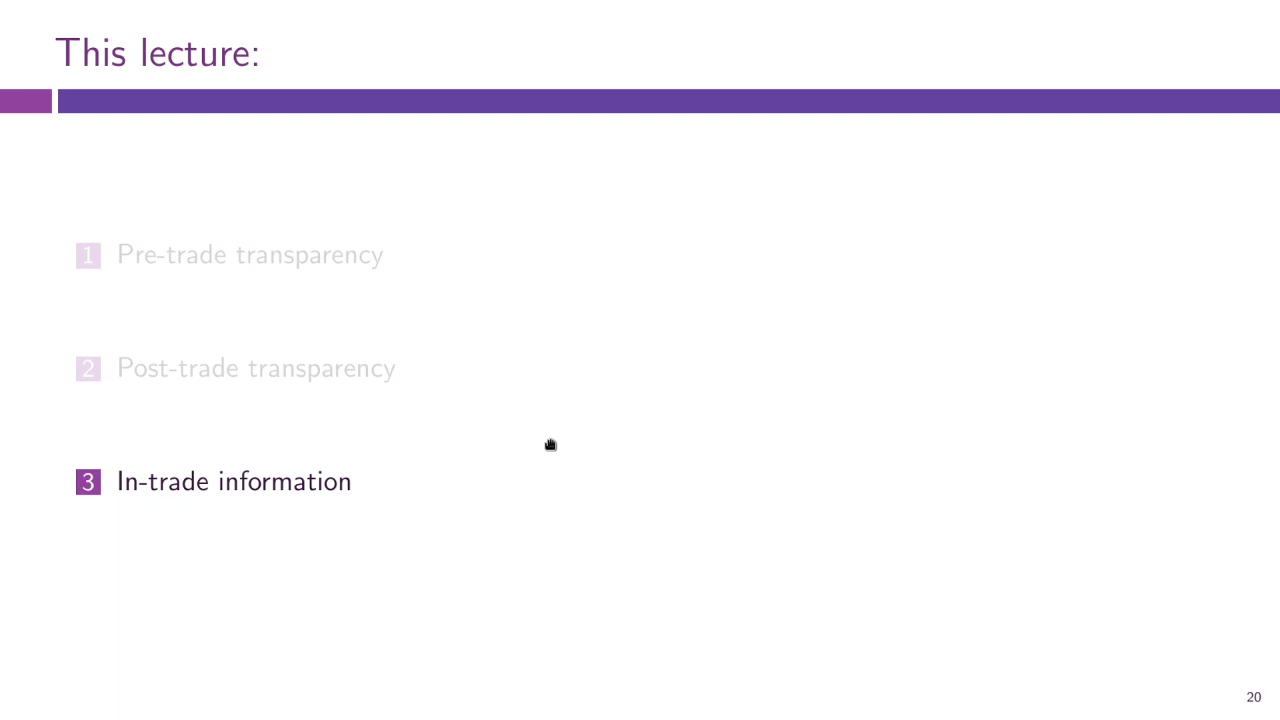 This lecture:
1 Pre-trade transparency
2 Post-trade transparency
3 In-trade information
20